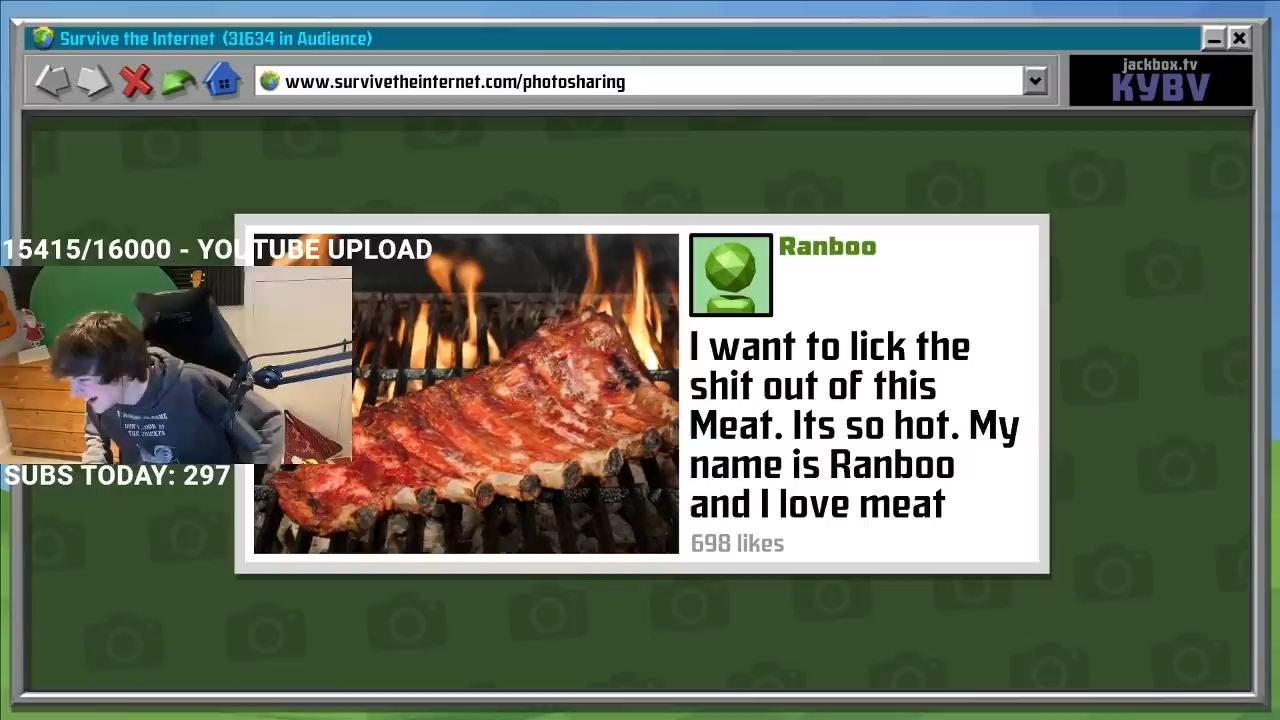 Survive the Internet (31634 in Audience)
www.survivetheinternet.com/photosharing
jackbox.tv
KYBV
15415/16000 - YOUTUBE UPLOAD
SUBS TODAY: 297
Ranboo
I want to lick the
shit out of this
Meat. Its so hot. My
name is Ranboo
and I love meat
698 likes